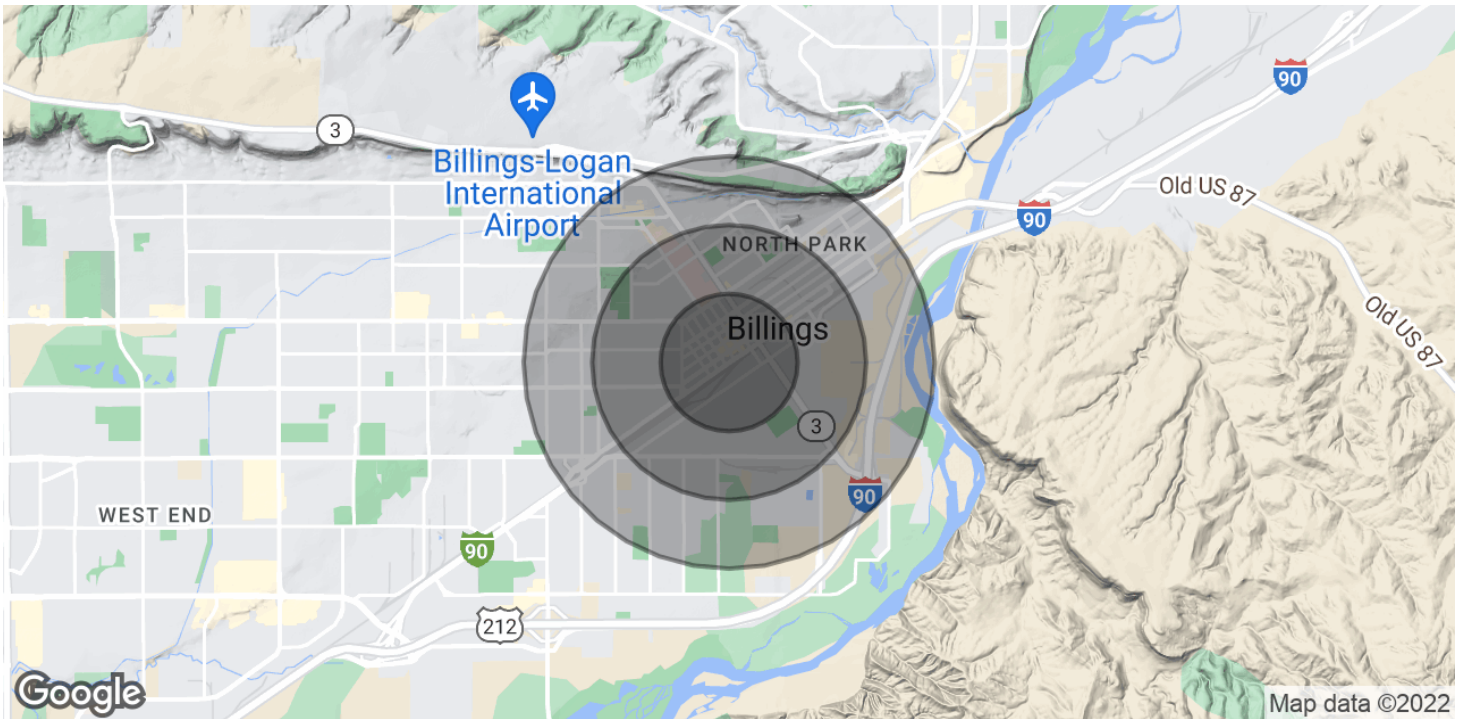 90
3
Billings-Logan
International
Airport
Old US 87
90
NORTH PARK
Old US 87
Billings
3
90
WEST END
90
212
Google
Map data ©2022